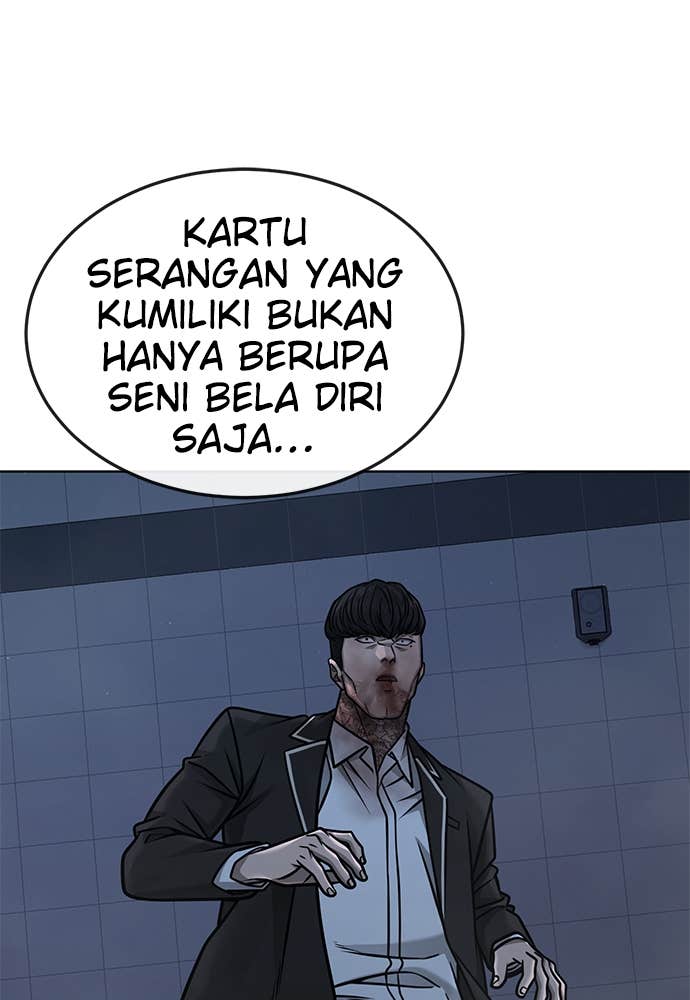 KARTU
SERANGAN YANG
KUMILIKI BUKAN
HANYA BERUPA
SENI BELA DIRI
SAJA...